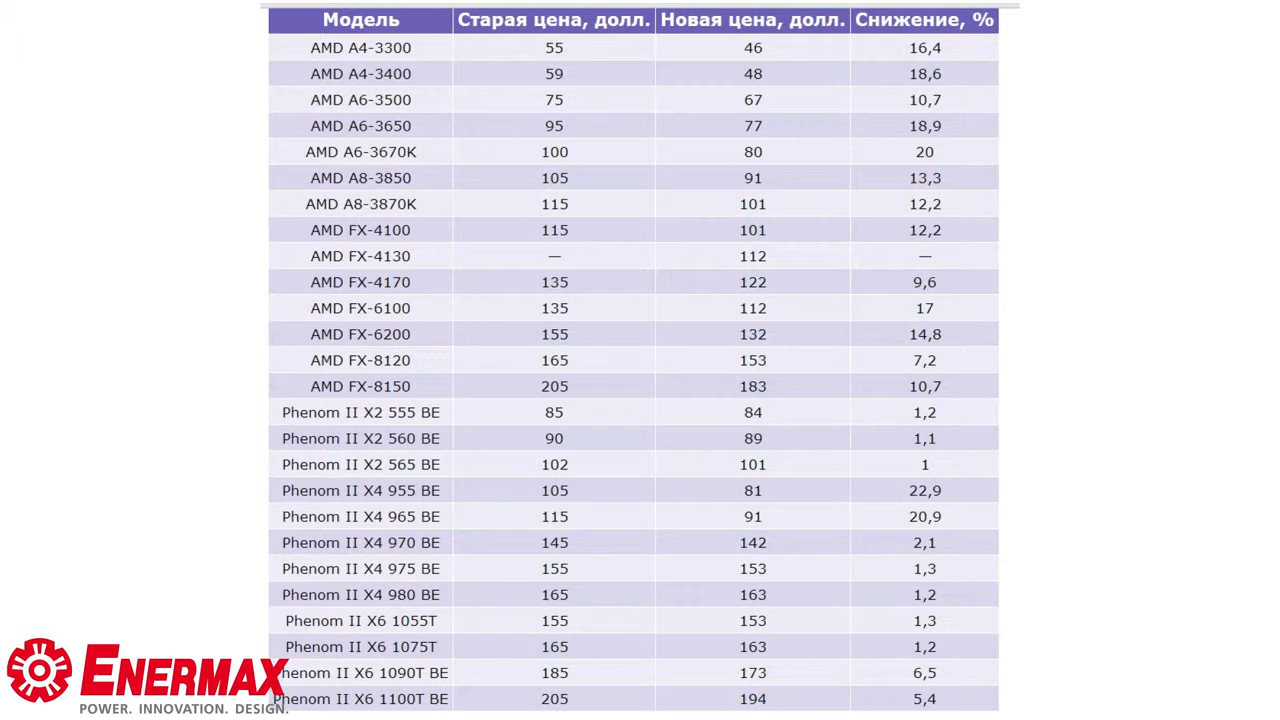 Модель Старая цена, долл. Новая цена, долл. Снижение, %
AMD A4-3300 55 46 16,4
AMD A4-3400 59 48 18,6
AMD A6-3500 75 67 10,7
AMD A6-3650 95 77 18,9
AMD A6-3670K 100 80 20
AMD A8-3850 105 91 13,3
AMD A8-3870K 115 101 12,2
AMD FX-4100 115 101 12,2
AMD FX-4130 — 112 —
AMD FX-4170 135 122 9,6
AMD FX-6100 135 112 17
AMD FX-6200 155 132 14,8
AMD FX-8120 165 153 7,2
AMD FX-8150 205 183 10,7
Phenom II X2 555 BE 85 84 1,2
Phenom II X2 560 BE 90 89 1,1
Phenom II X2 565 BE 102 101 1
Phenom II X4 955 BE 105 81 22,9
Phenom II X4 965 BE 115 91 20,9
Phenom II X4 970 BE 145 142 2,1
Phenom II X4 975 BE 155 153 1,3
Phenom II X4 980 BE 165 163 1,2
Phenom II X6 1055T 155 153 1,3
Phenom II X6 1075T 165 163 1,2
Phenom II X6 1090T BE 185 173 6,5
Phenom II X6 1100T BE 205 194 5,4
ENERMAX
POWER. INNOVATION. DESIGN.